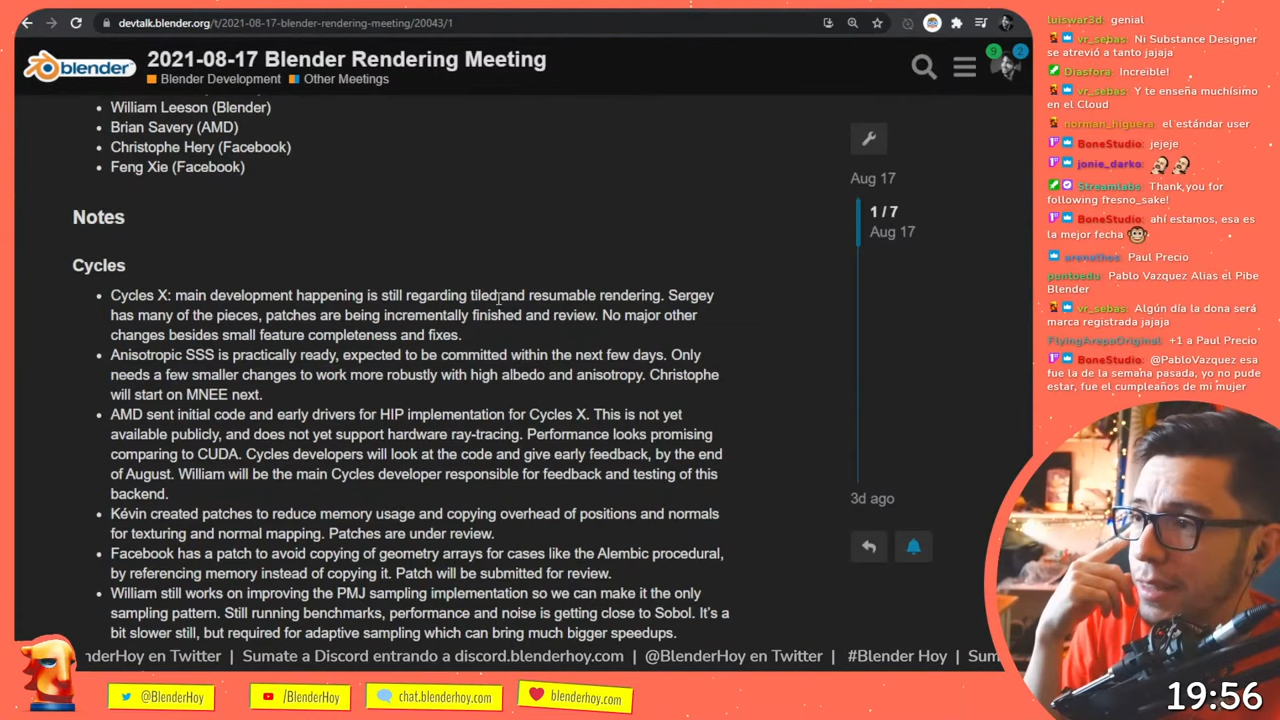 devtalk.blender.org/t/2021-08-17-blender-rendering-meeting/20043/1
blender
2021-08-17 Blender Rendering Meeting
Blender Development Other Meetings
9 2
William Leeson (Blender)
Brian Savery (AMD)
Christophe Hery (Facebook)
Feng Xie (Facebook)
Notes
Cycles
Cycles X: main development happening is still regarding tiled and resumable rendering. Sergey
has many of the pieces, patches are being incrementally finished and review. No major other
changes besides small feature completeness and fixes.
Anisotropic SSS is practically ready, expected to be committed within the next few days. Only
needs a few smaller changes to work more robustly with high albedo and anisotropy. Christophe
will start on MNEE next.
AMD sent initial code and early drivers for HIP implementation for Cycles X. This is not yet
available publicly, and does not yet support hardware ray-tracing. Performance looks promising
comparing to CUDA. Cycles developers will look at the code and give early feedback, by the end
of August. William will be the main Cycles developer responsible for feedback and testing of this
backend.
Kévin created patches to reduce memory usage and copying overhead of positions and normals
for texturing and normal mapping. Patches are under review.
Facebook has a patch to avoid copying of geometry arrays for cases like the Alembic procedural,
by referencing memory instead of copying it. Patch will be submitted for review.
William still works on improving the PMJ sampling implementation so we can make it the only
sampling pattern. Still running benchmarks, performance and noise is getting close to Sobol. It's a
bit slower still, but required for adaptive sampling which can bring much bigger speedups.
Aug 17
1 / 7
Aug 17
3d ago
luiswar3d: genial
vr_sebas: Ni Substance Designer
se atrevió a tanto jajaja
Diasfora: Increible!
vr_sebas: Y te enseña muchísimo
en el Cloud
norman_higuera: el estándar user
BoneStudio: jejeje
jonie_darko:
Streamlabs: Thank you for
following fresno_sake!
BoneStudio: ahí estamos, esa es
la mejor fecha
arenathos: Paul Precio
puntoedu: Pablo Vazquez Alias el Pibe
Blender
vr_sebas: Algún día la dona será
marca registrada jajaja
FlyingArepaOriginal: +1 a Paul Precio
BoneStudio: @PabloVazquez esa
fue la de la semana pasada, yo no pude
estar, fue el cumpleaños de mi mujer
nderHoy en Twitter | Sumate a Discord entrando a discord.blenderhoy.com | @BlenderHoy en Twitter | #Blender Hoy | Sum
@BlenderHoy /BlenderHoy chat.blenderhoy.com blenderhoy.com
19:56